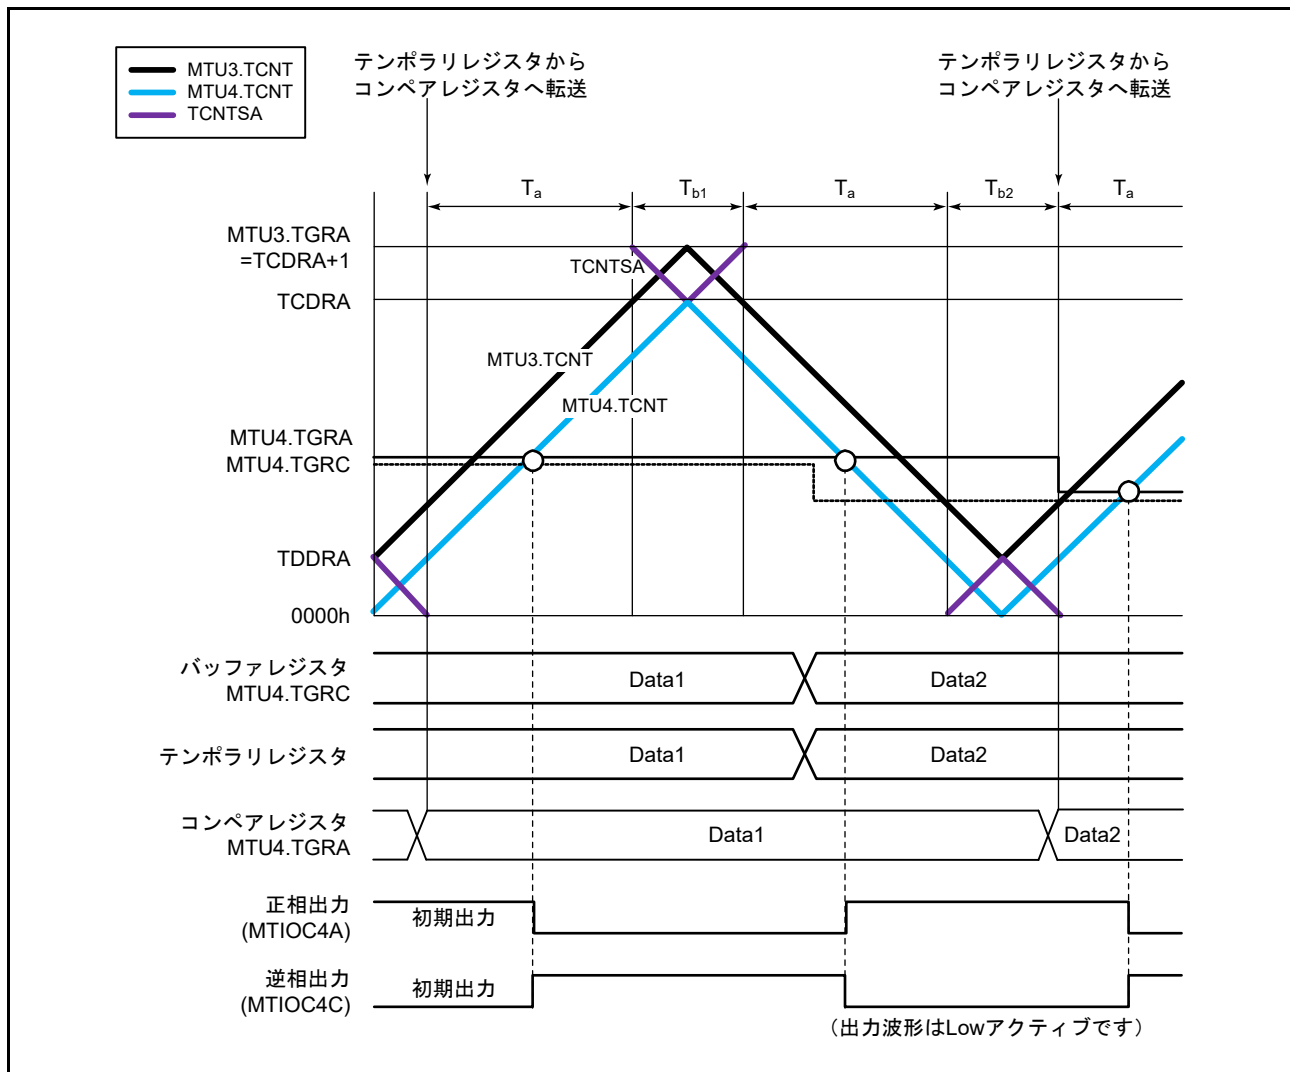 MTU3.TCNT
MTU4.TCNT
TCNTSA
テンポラリレジスタから
コンペアレジスタへ転送
テンポラリレジスタから
コンペアレジスタへ転送
Ta
Tb1
Ta
Tb2
Ta
MTU3.TGRA
=TCDRA+1
TCNTSA
TCDRA
MTU3.TCNT
MTU4.TCNT
MTU4.TGRA
MTU4.TGRC
TDDRA
0000h
バッファレジスタ
MTU4.TGRC
Data1
Data2
テンポラリレジスタ
Data1
Data2
コンペアレジスタ
MTU4.TGRA
Data1
Data2
正相出力
(MTIOC4A)
初期出力
逆相出力
(MTIOC4C)
初期出力
（出力波形はLowアクティブです）